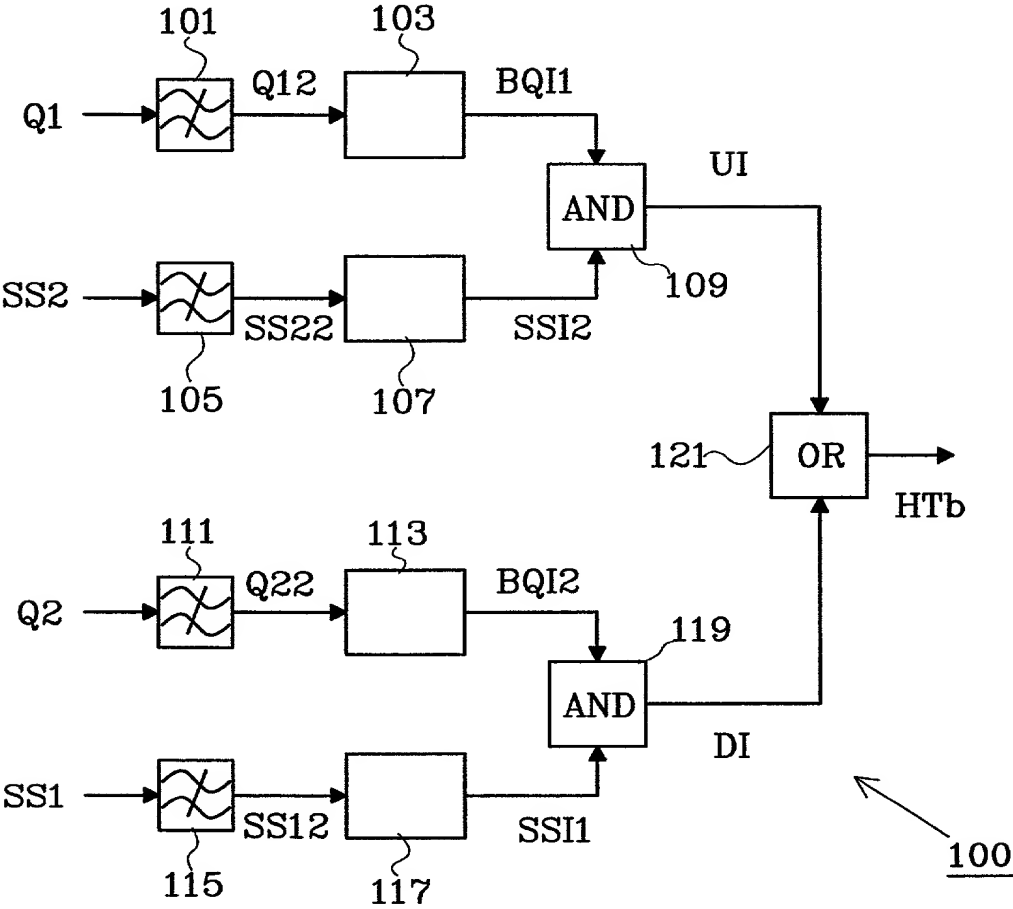 101
103
Q1
Q12
BQI1
UI
AND
109
SS2
SS22
SSI2
105
107
121
OR
HTb
111
113
Q2
Q22
BQI2
119
AND
DI
SS1
SS12
SSI1
115
117
100